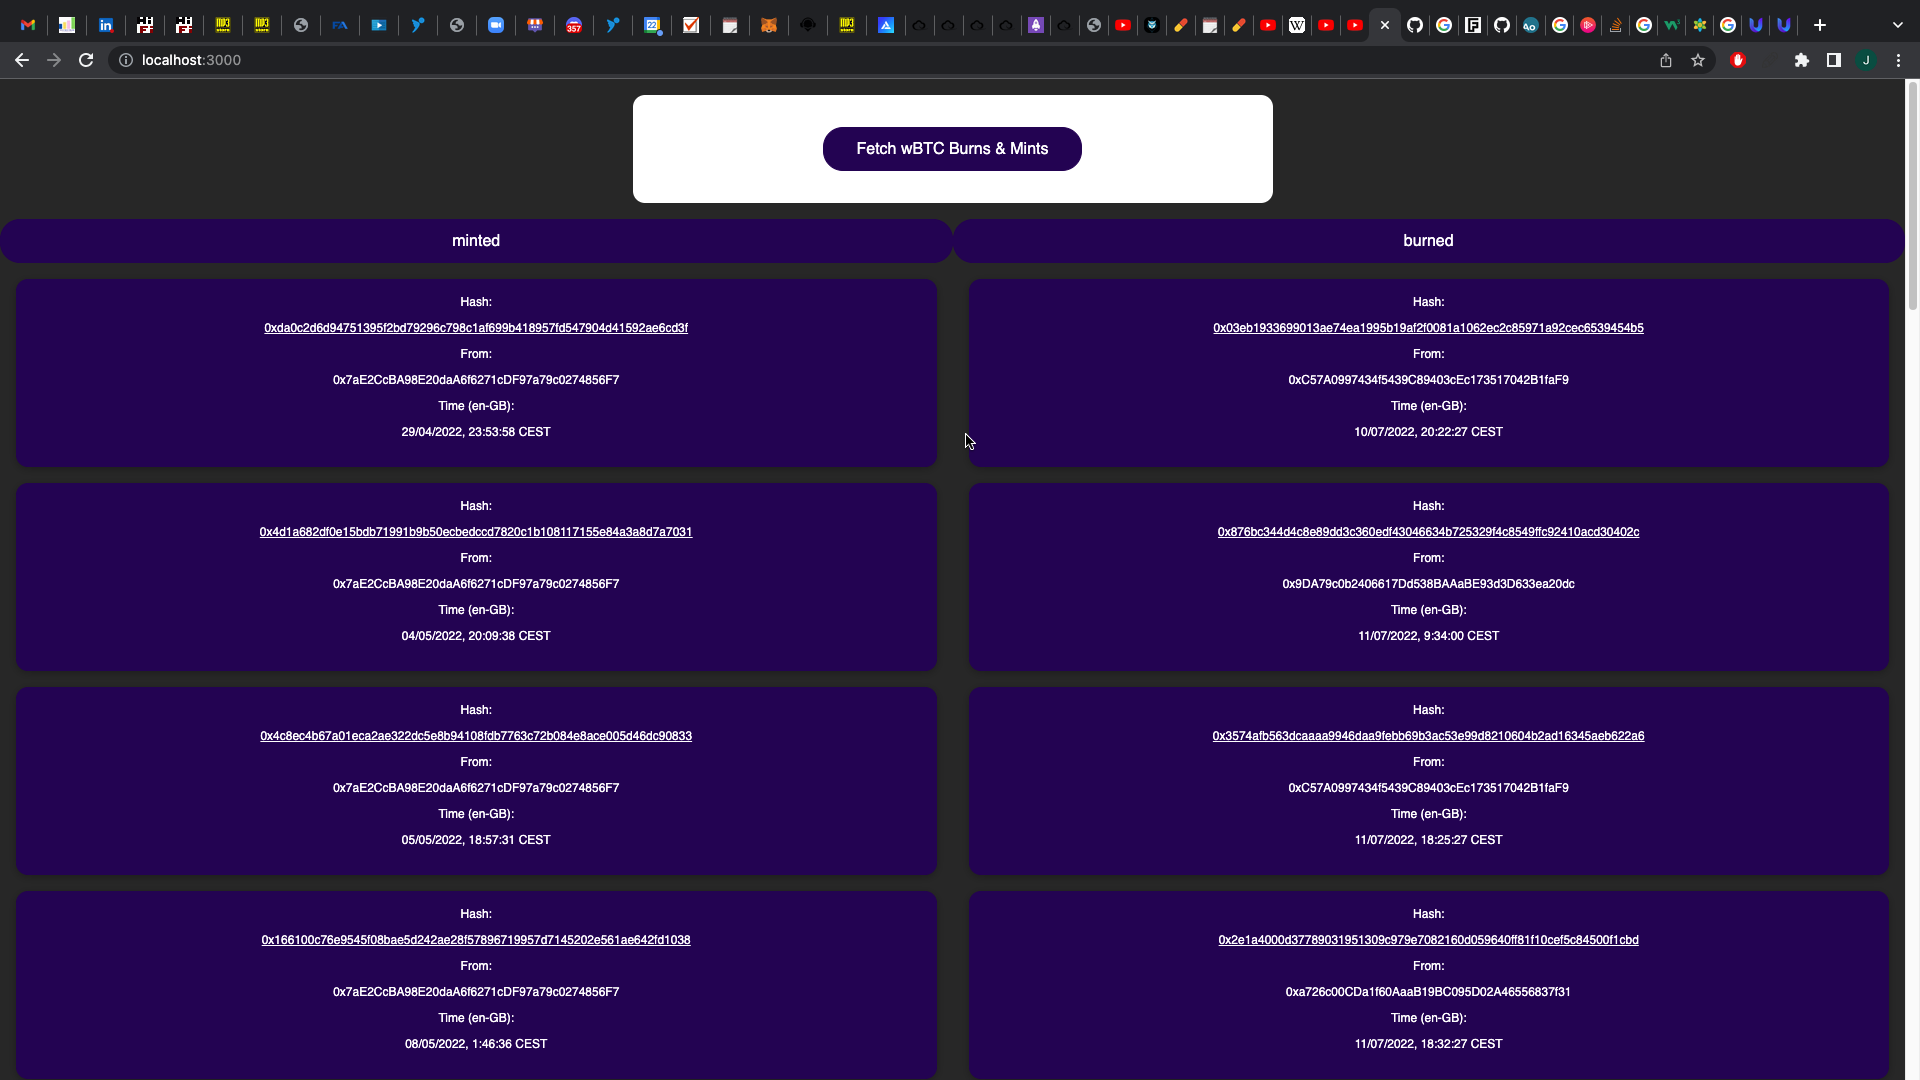 357
22
localhost:3000
J
Fetch wBTC Burns & Mints
minted
burned
Hash:
0xda0c2d6d94751395f2bd79296c798c1af699b418957fd547904d41592ae6cd3f
From:
0x7aE2CcBA98E20daA6f6271cDF97a79c0274856F7
Time (en-GB):
29/04/2022, 23:53:58 CEST
Hash:
0x03eb1933699013ae74ea1995b19af2f0081a1062ec2c85971a92cec6539454b5
From:
0xC57A0997434f5439C89403cEc173517042B1faF9
Time (en-GB):
10/07/2022, 20:22:27 CEST
Hash:
0x4d1a682df0e15bdb71991b9b50ecbedccd7820c1b108117155e84a3a8d7a7031
From:
0x7aE2CcBA98E20daA6f6271cDF97a79c0274856F7
Time (en-GB):
04/05/2022, 20:09:38 CEST
Hash:
0x876bc344d4c8e89dd3c360edf43046634b725329f4c8549ffc92410acd30402c
From:
0x9DA79c0b2406617Dd538BAAaBE93d3D633ea20dc
Time (en-GB):
11/07/2022, 9:34:00 CEST
Hash:
0x4c8ec4b67a01eca2ae322dc5e8b94108fdb7763c72b084e8ace005d46dc90833
From:
0x7aE2CcBA98E20daA6f6271cDF97a79c0274856F7
Time (en-GB):
05/05/2022, 18:57:31 CEST
Hash:
0x3574afb563dcaaaa9946daa9febb69b3ac53e99d8210604b2ad16345aeb622a6
From:
0xC57A0997434f5439C89403cEc173517042B1faF9
Time (en-GB):
11/07/2022, 18:25:27 CEST
Hash:
0x166100c76e9545f08bae5d242ae28f57896719957d7145202e561ae642fd1038
From:
0x7aE2CcBA98E20daA6f6271cDF97a79c0274856F7
Time (en-GB):
08/05/2022, 1:46:36 CEST
Hash:
0x2e1a4000d37789031951309c979e7082160d059640ff81f10cef5c84500f1cbd
From:
0xa726c00CDa1f60AaaB19BC095D02A46556837f31
Time (en-GB):
11/07/2022, 18:32:27 CEST